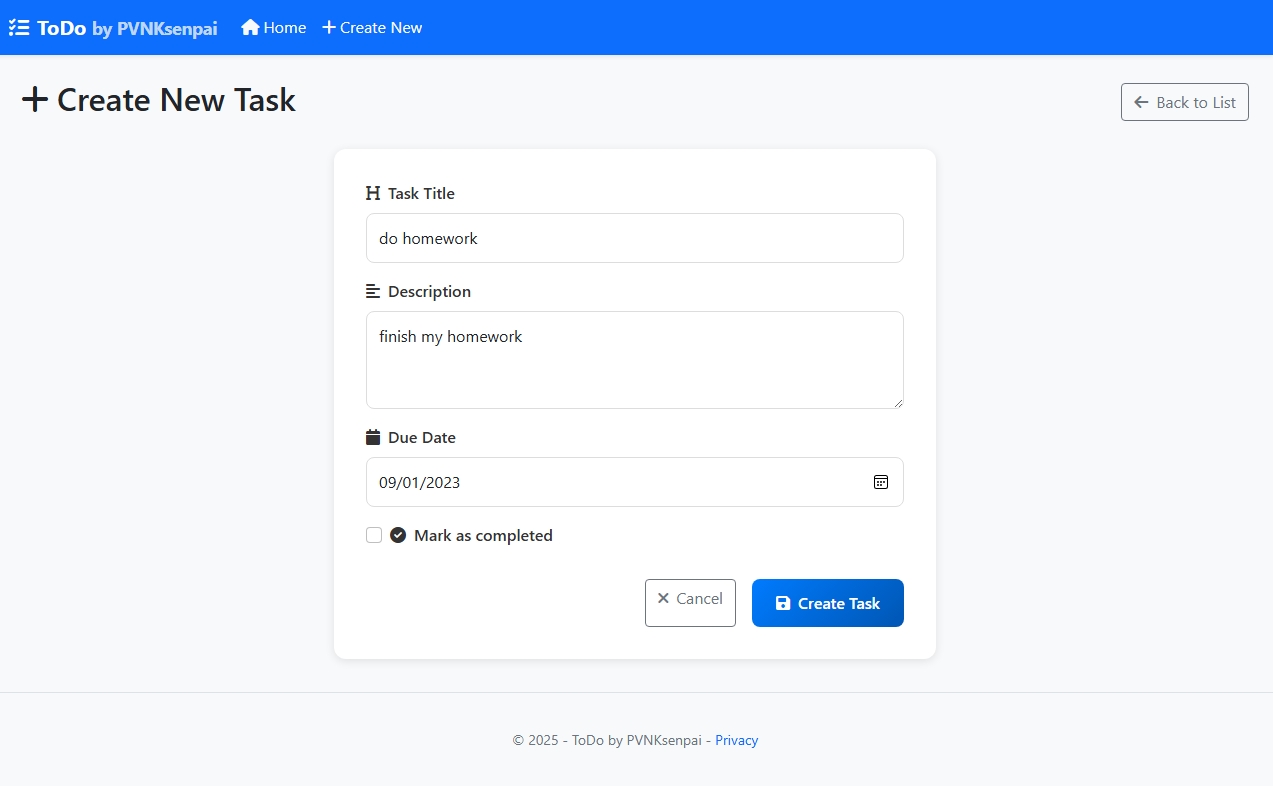 ToDo by PVNKsenpai Home Create New
Create New Task
Back to List
Task Title
do homework
Description
finish my homework
Due Date
09/01/2023
Mark as completed
Cancel
Create Task
© 2025 - ToDo by PVNKsenpai - Privacy